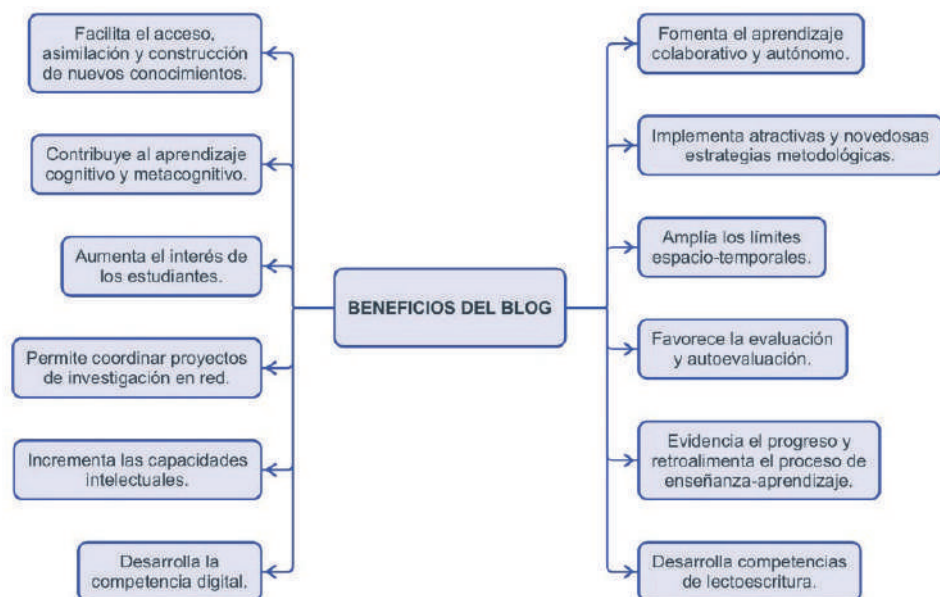 Facilita el acceso,
asimilación y construcción
de nuevos conocimientos.
Contribuye al aprendizaje
cognitivo y metacognitivo.
Aumenta el interés de
los estudiantes.
Permite coordinar proyectos
de investigación en red.
Incrementa las capacidades
intelectuales.
Desarrolla la
competencia digital.
BENEFICIOS DEL BLOG
Fomenta el aprendizaje
colaborativo y autónomo.
Implementa atractivas y novedosas
estrategias metodológicas.
Amplía los límites
espacio-temporales.
Favorece la evaluación
y autoevaluación.
Evidencia el progreso y
retroalimenta el proceso de
enseñanza-aprendizaje.
Desarrolla competencias
de lectoescritura.